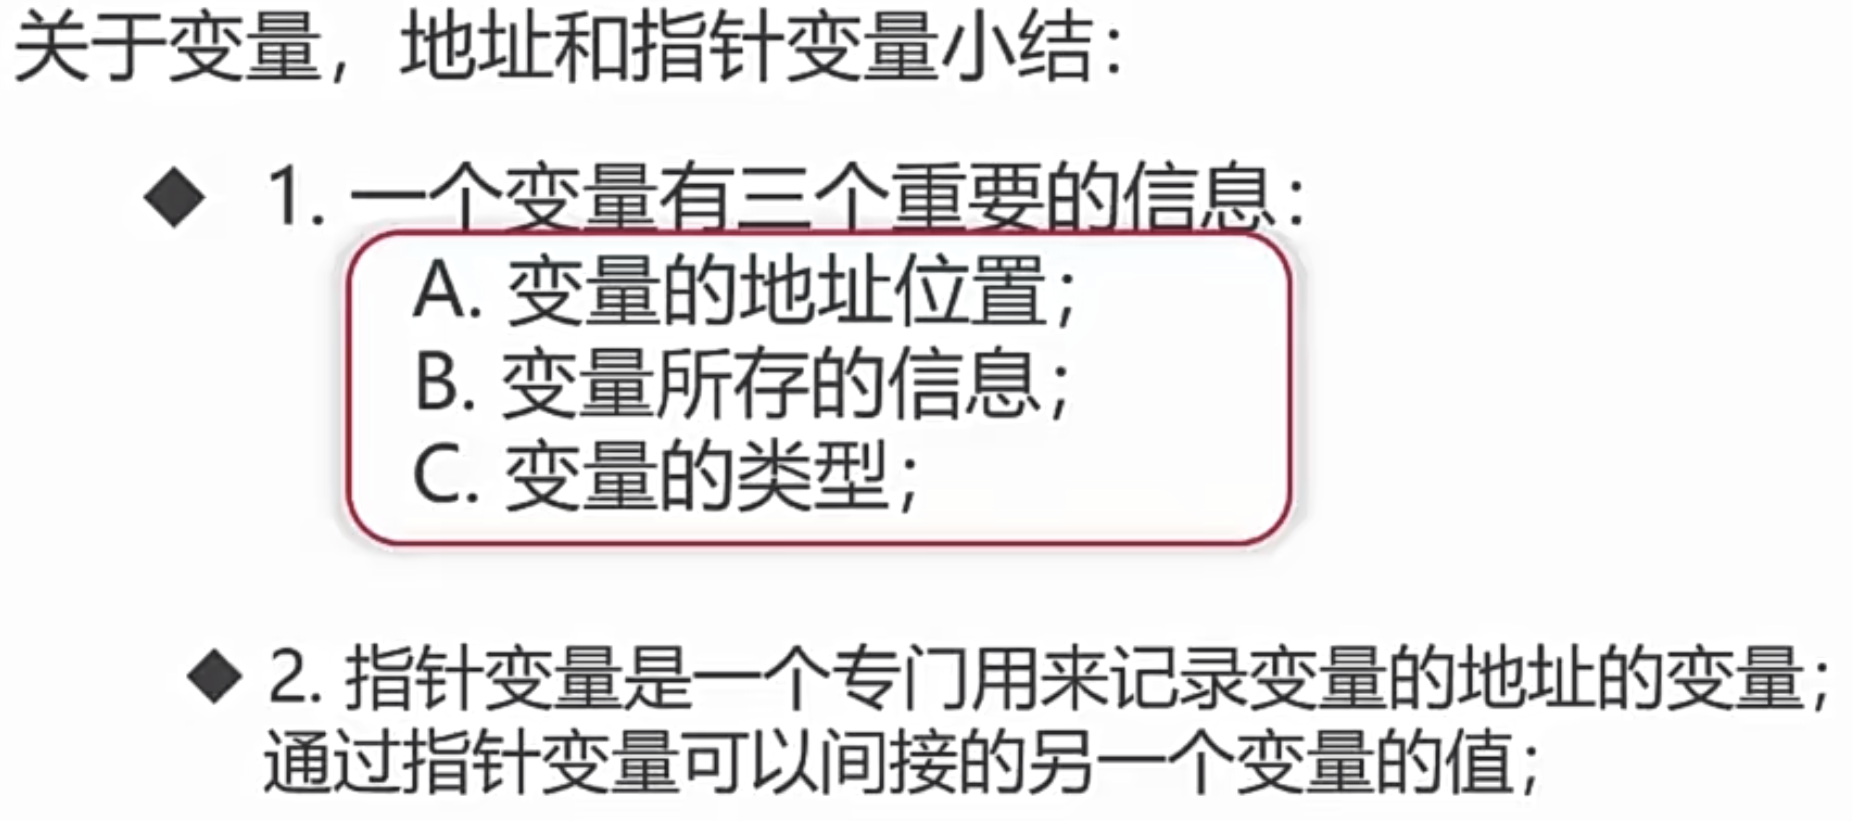 关于变量，地址和指针变量小结：
◆ 1. 一个变量有三个重要的信息：
A. 变量的地址位置；
B. 变量所存的信息；
C. 变量的类型；
◆ 2. 指针变量是一个专门用来记录变量的地址的变量；
通过指针变量可以间接的另一个变量的值；